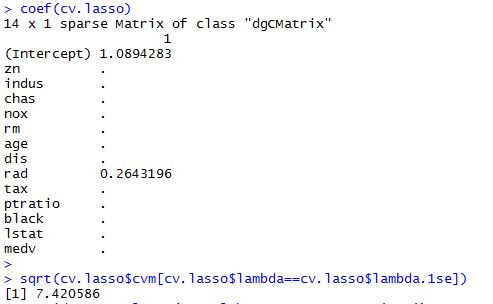 > coef(cv.lasso)
14 x 1 sparse Matrix of class "dgCMatrix"
1
(Intercept) 1.0894283
zn .
indus .
chas .
nox .
rm .
age .
dis .
rad 0.2643196
tax .
ptratio .
black .
lstat .
medv .
>
> sqrt(cv.lasso$cvm[cv.lasso$lambda==cv.lasso$lambda.1se])
[1] 7.420586